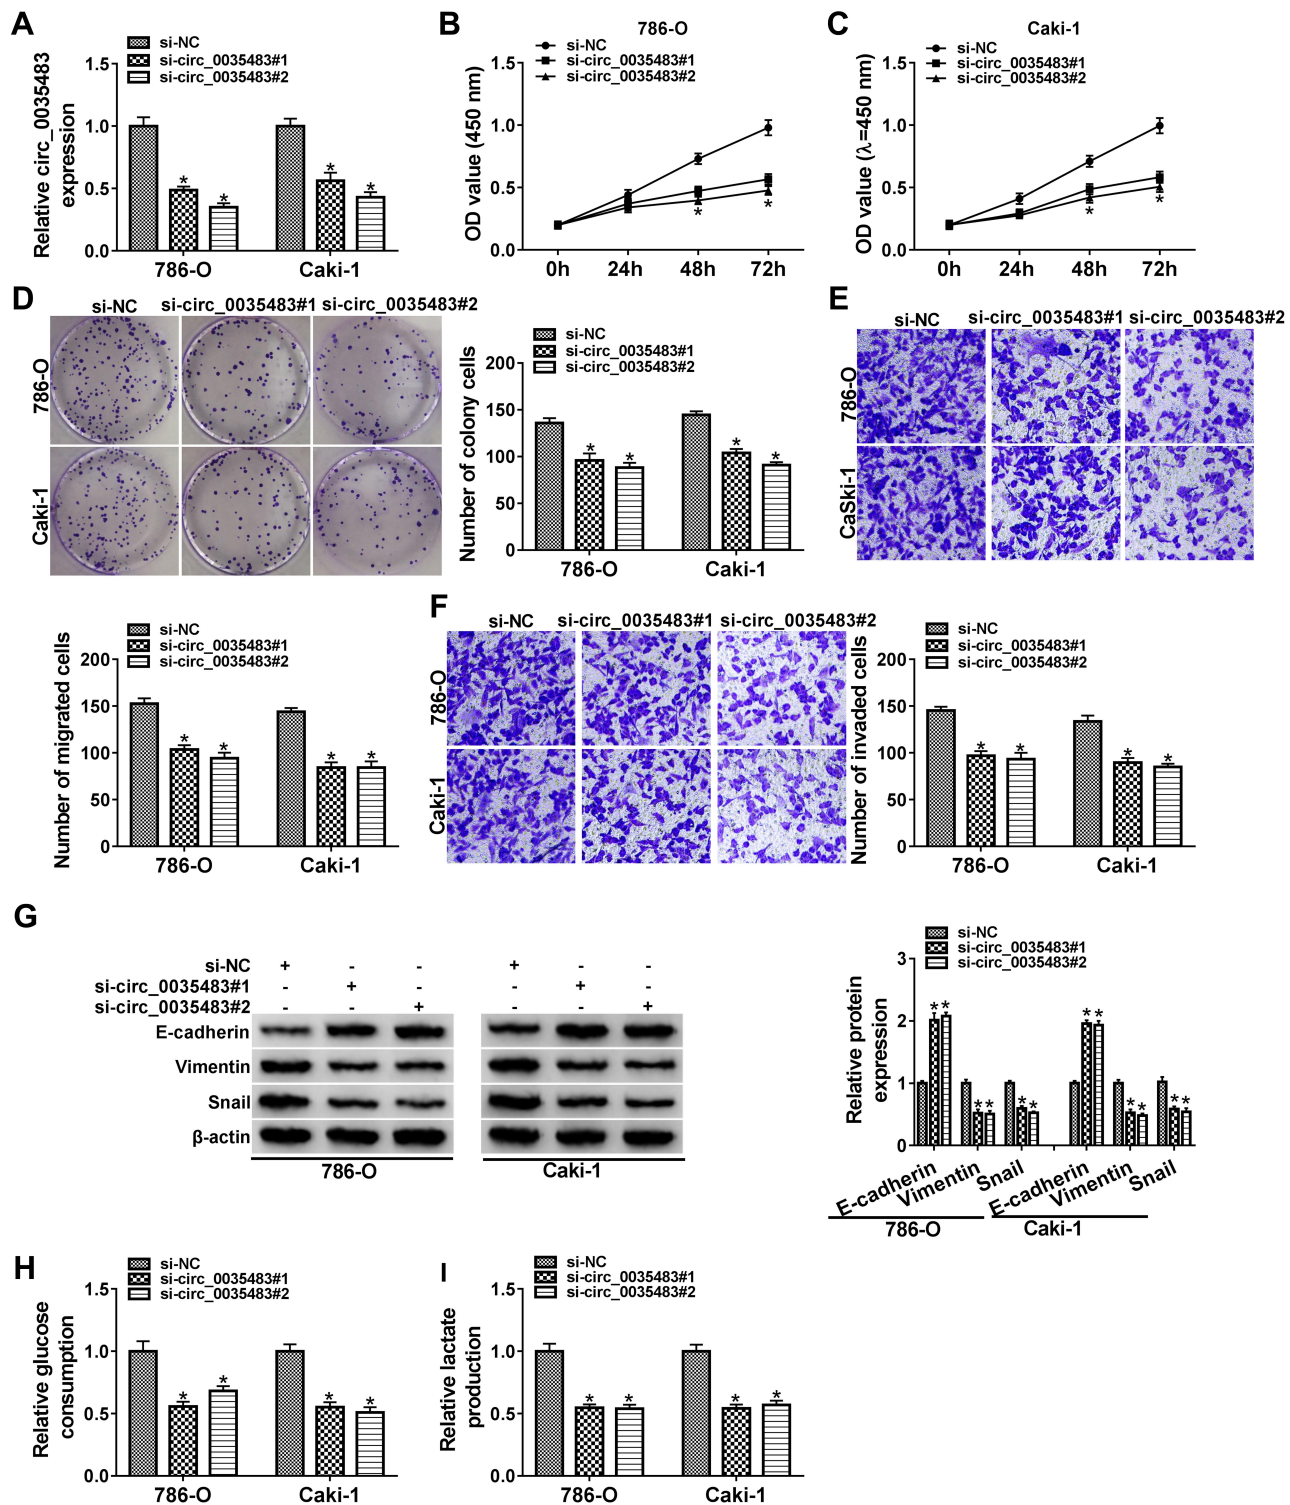 A
si-NC
si-circ_0035483#1
si-circ_0035483#2
Relative circ_0035483
expression
1.5
1.0
0.5
0.0
* * * *
786-O Caki-1
B
786-O
si-NC
si-circ_0035483#1
si-circ_0035483#2
OD value (450 nm)
1.5
1.0
0.5
0.0
* *
0h 24h 48h 72h
C
Caki-1
si-NC
si-circ_0035483#1
si-circ_0035483#2
OD value (λ=450 nm)
1.5
1.0
0.5
0.0
* *
0h 24h 48h 72h
D
si-NC si-circ_0035483#1 si-circ_0035483#2
786-O
Caki-1
si-NC
si-circ_0035483#1
si-circ_0035483#2
Number of colony cells
200
150
100
50
0
* * * *
786-O Caki-1
E
si-NC si-circ_0035483#1 si-circ_0035483#2
786-O
CaSki-1
si-NC
si-circ_0035483#1
si-circ_0035483#2
Number of migrated cells
200
150
100
50
0
* * * *
786-O Caki-1
F
si-NC si-circ_0035483#1 si-circ_0035483#2
786-O
Caki-1
si-NC
si-circ_0035483#1
si-circ_0035483#2
Number of invaded cells
200
150
100
50
0
* * * *
786-O Caki-1
G
si-NC + - - + - -
si-circ_0035483#1 - + - - + -
si-circ_0035483#2 - - + - - +
E-cadherin
Vimentin
Snail
β-actin
786-O Caki-1
si-NC
si-circ_0035483#1
si-circ_0035483#2
Relative protein
expression
3
2
1
0
* * * * * * * * * * * *
E-cadherin Vimentin Snail E-cadherin Vimentin Snail
786-O Caki-1
H
si-NC
si-circ_0035483#1
si-circ_0035483#2
Relative glucose
consumption
1.5
1.0
0.5
0.0
* * * *
786-O Caki-1
I
si-NC
si-circ_0035483#1
si-circ_0035483#2
Relative lactate
production
1.5
1.0
0.5
0.0
* * * *
786-O Caki-1